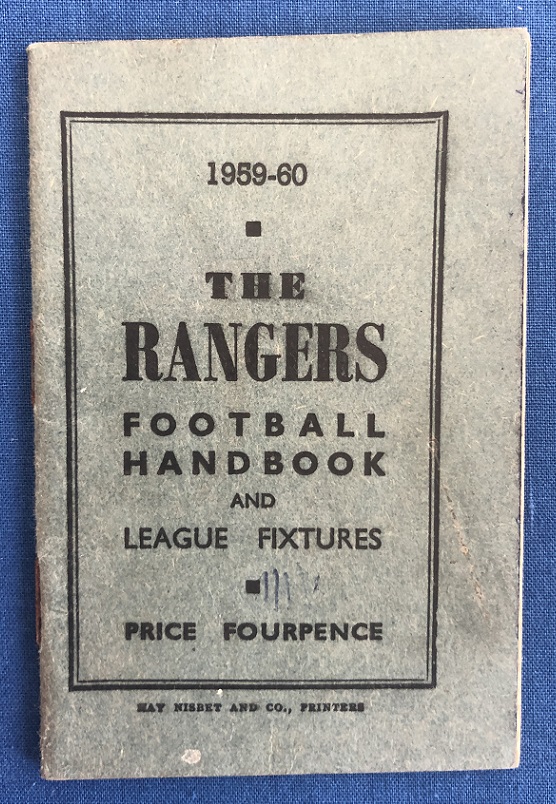 1959-60
THE
RANGERS
FOOTBALL
HANDBOOK
AND
LEAGUE FIXTURES
PRICE FOURPENCE
HAY NISBET AND CO., PRINTERS